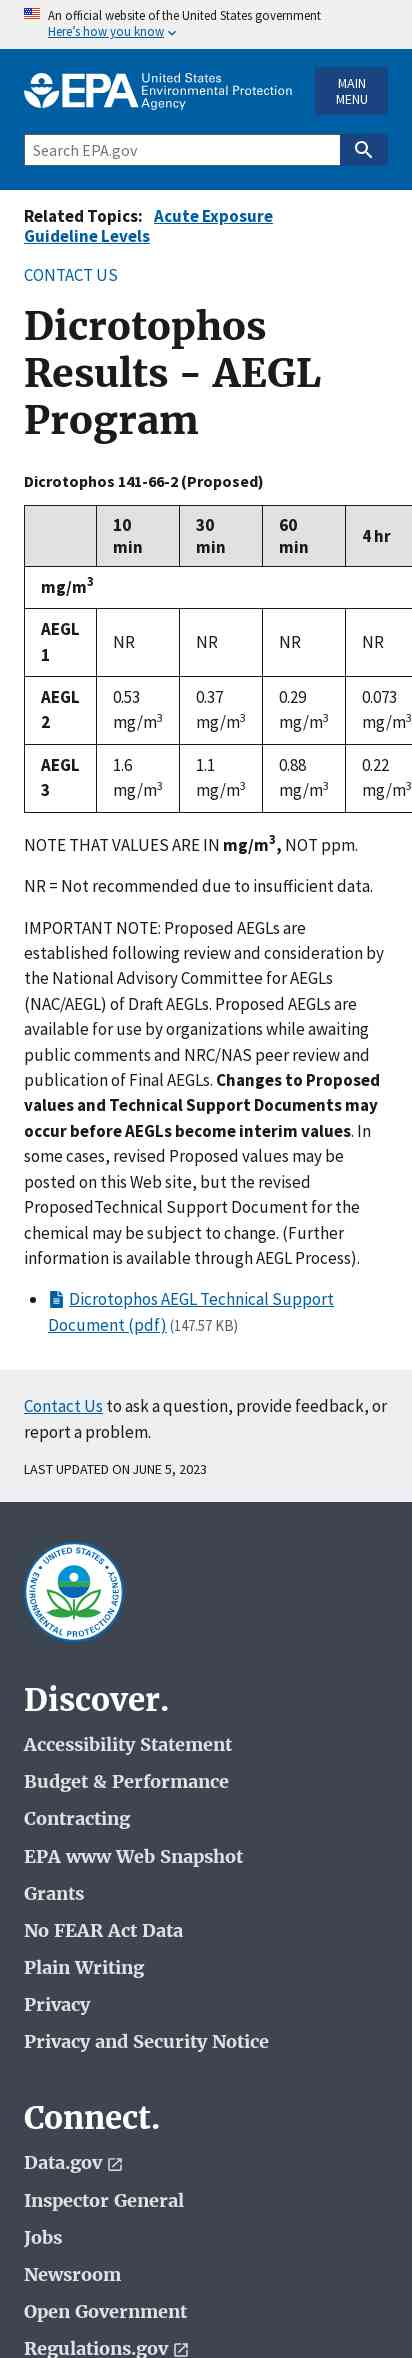 An official website of the United States government
Here's how you know
EPA United States
Environmental Protection
Agency
MAIN
MENU
Search EPA.gov
Related Topics: Acute Exposure
Guideline Levels
CONTACT US
Dicrotophos
Results - AEGL
Program
Dicrotophos 141-66-2 (Proposed)
10 min 30 min 60 min 4 hr
mg/m³
AEGL 1 NR NR NR NR
AEGL 2 0.53 mg/m³ 0.37 mg/m³ 0.29 mg/m³ 0.073 mg/m³
AEGL 3 1.6 mg/m³ 1.1 mg/m³ 0.88 mg/m³ 0.22 mg/m³
NOTE THAT VALUES ARE IN mg/m³, NOT ppm.
NR = Not recommended due to insufficient data.
IMPORTANT NOTE: Proposed AEGLs are
established following review and consideration by
the National Advisory Committee for AEGLs
(NAC/AEGL) of Draft AEGLs. Proposed AEGLs are
available for use by organizations while awaiting
public comments and NRC/NAS peer review and
publication of Final AEGLs. Changes to Proposed
values and Technical Support Documents may
occur before AEGLs become interim values. In
some cases, revised Proposed values may be
posted on this Web site, but the revised
ProposedTechnical Support Document for the
chemical may be subject to change. (Further
information is available through AEGL Process).
• Dicrotophos AEGL Technical Support
Document (pdf) (147.57 KB)
Contact Us to ask a question, provide feedback, or
report a problem.
LAST UPDATED ON JUNE 5, 2023
UNITED STATES
ENVIRONMENTAL PROTECTION AGENCY
Discover.
Accessibility Statement
Budget & Performance
Contracting
EPA www Web Snapshot
Grants
No FEAR Act Data
Plain Writing
Privacy
Privacy and Security Notice
Connect.
Data.gov
Inspector General
Jobs
Newsroom
Open Government
Regulations.gov